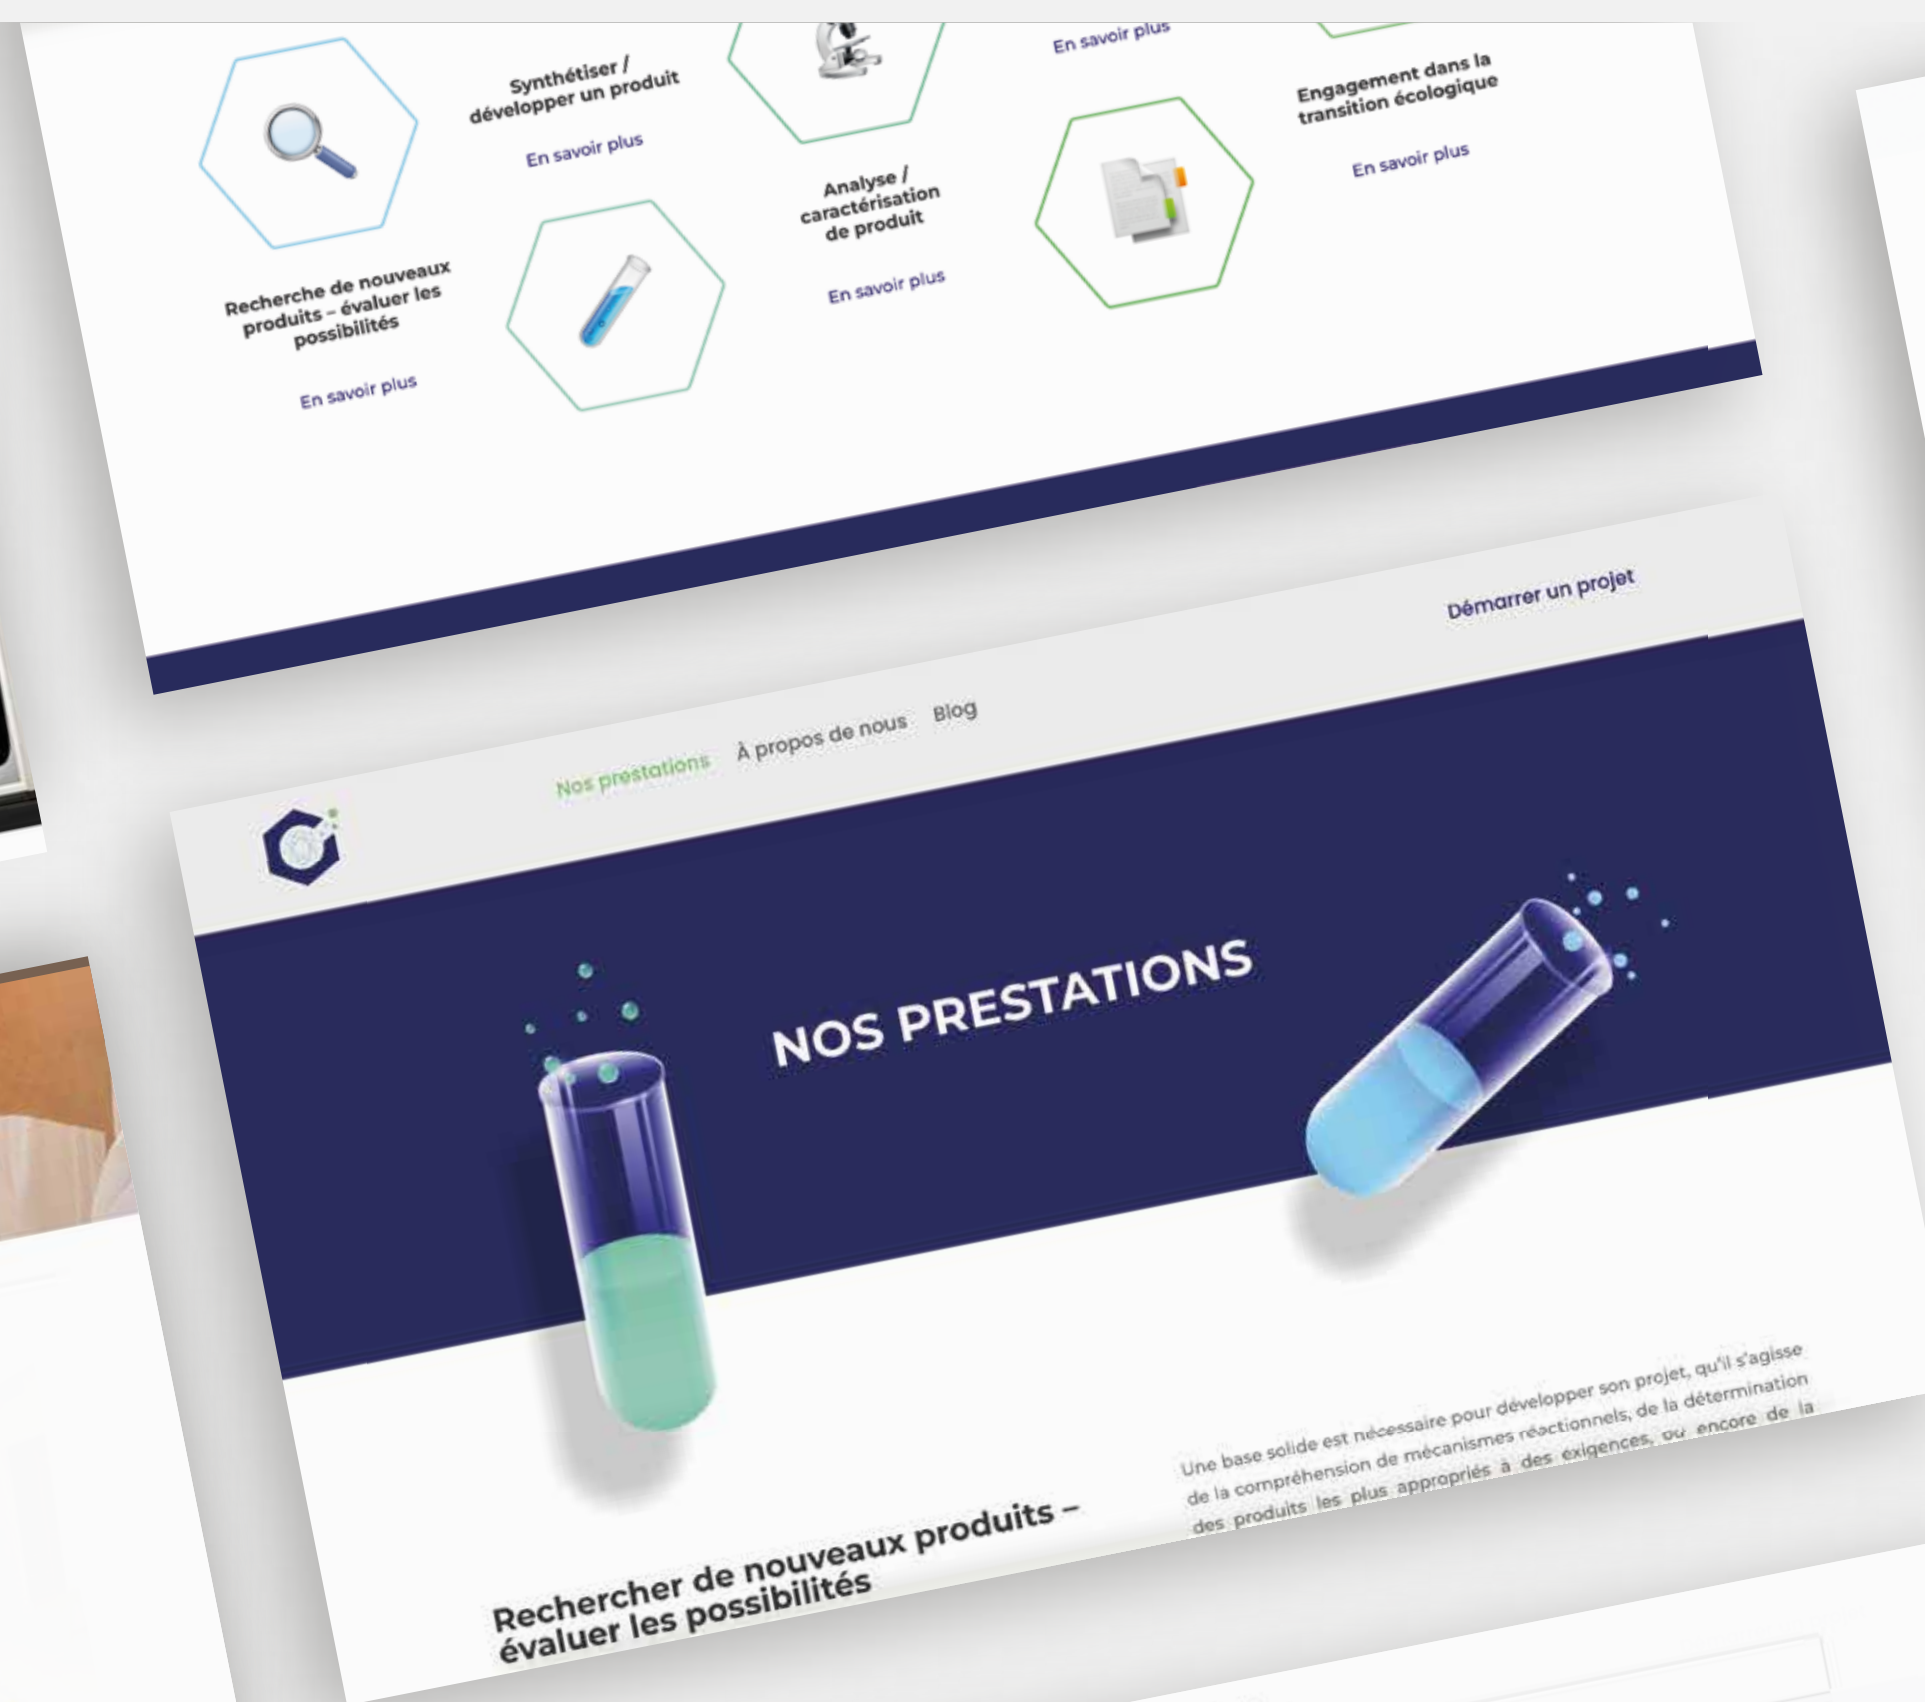 En savoir plus
Synthétiser /
développer un produit
En savoir plus
Engagement dans la
transition écologique
En savoir plus
Analyse /
caractérisation
de produit
En savoir plus
Recherche de nouveaux
produits – évaluer les
possibilités
En savoir plus
Démarrer un projet
Nos prestations À propos de nous Blog
NOS PRESTATIONS
Une base solide est nécessaire pour développer son projet, qu'il s'agisse
de la compréhension de mécanismes réactionnels, de la détermination
des produits les plus appropriés à des exigences, ou encore de la
Rechercher de nouveaux produits –
évaluer les possibilités